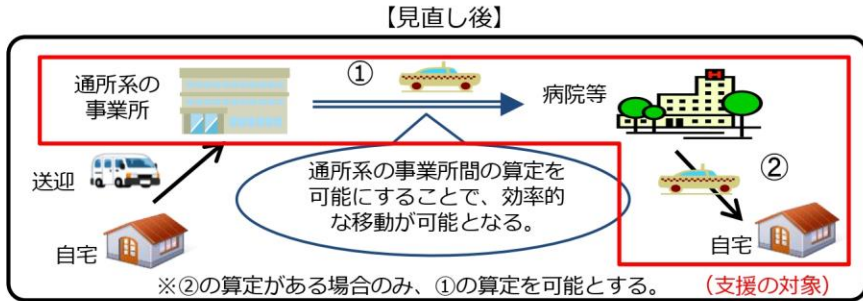 【見直し後】
通所系の
事業所
①
病院等
送迎
通所系の事業所間の算定を
可能にすることで、効率的
な移動が可能となる。
②
自宅
自宅
※②の算定がある場合のみ、①の算定を可能とする。
(支援の対象)
H